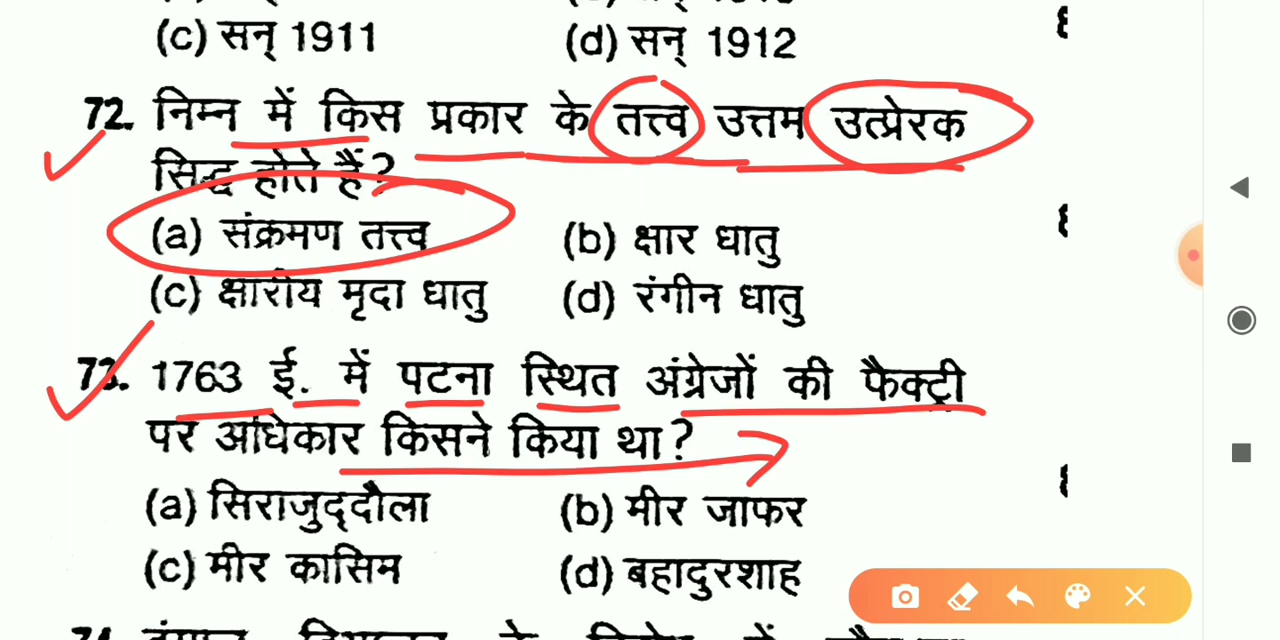 (c) सन् 1911 (d) सन् 1912
72. निम्न में किस प्रकार के तत्त्व उत्तम उत्प्रेरक
सिद्ध होते हैं?
(a) संक्रमण तत्त्व (b) क्षार धातु
(c) क्षारीय मृदा धातु (d) रंगीन धातु
73. 1763 ई. में पटना स्थित अंग्रेजों की फैक्ट्री
पर अधिकार किसने किया था?
(a) सिराजुद्दौला (b) मीर जाफर
(c) मीर कासिम (d) बहादुरशाह